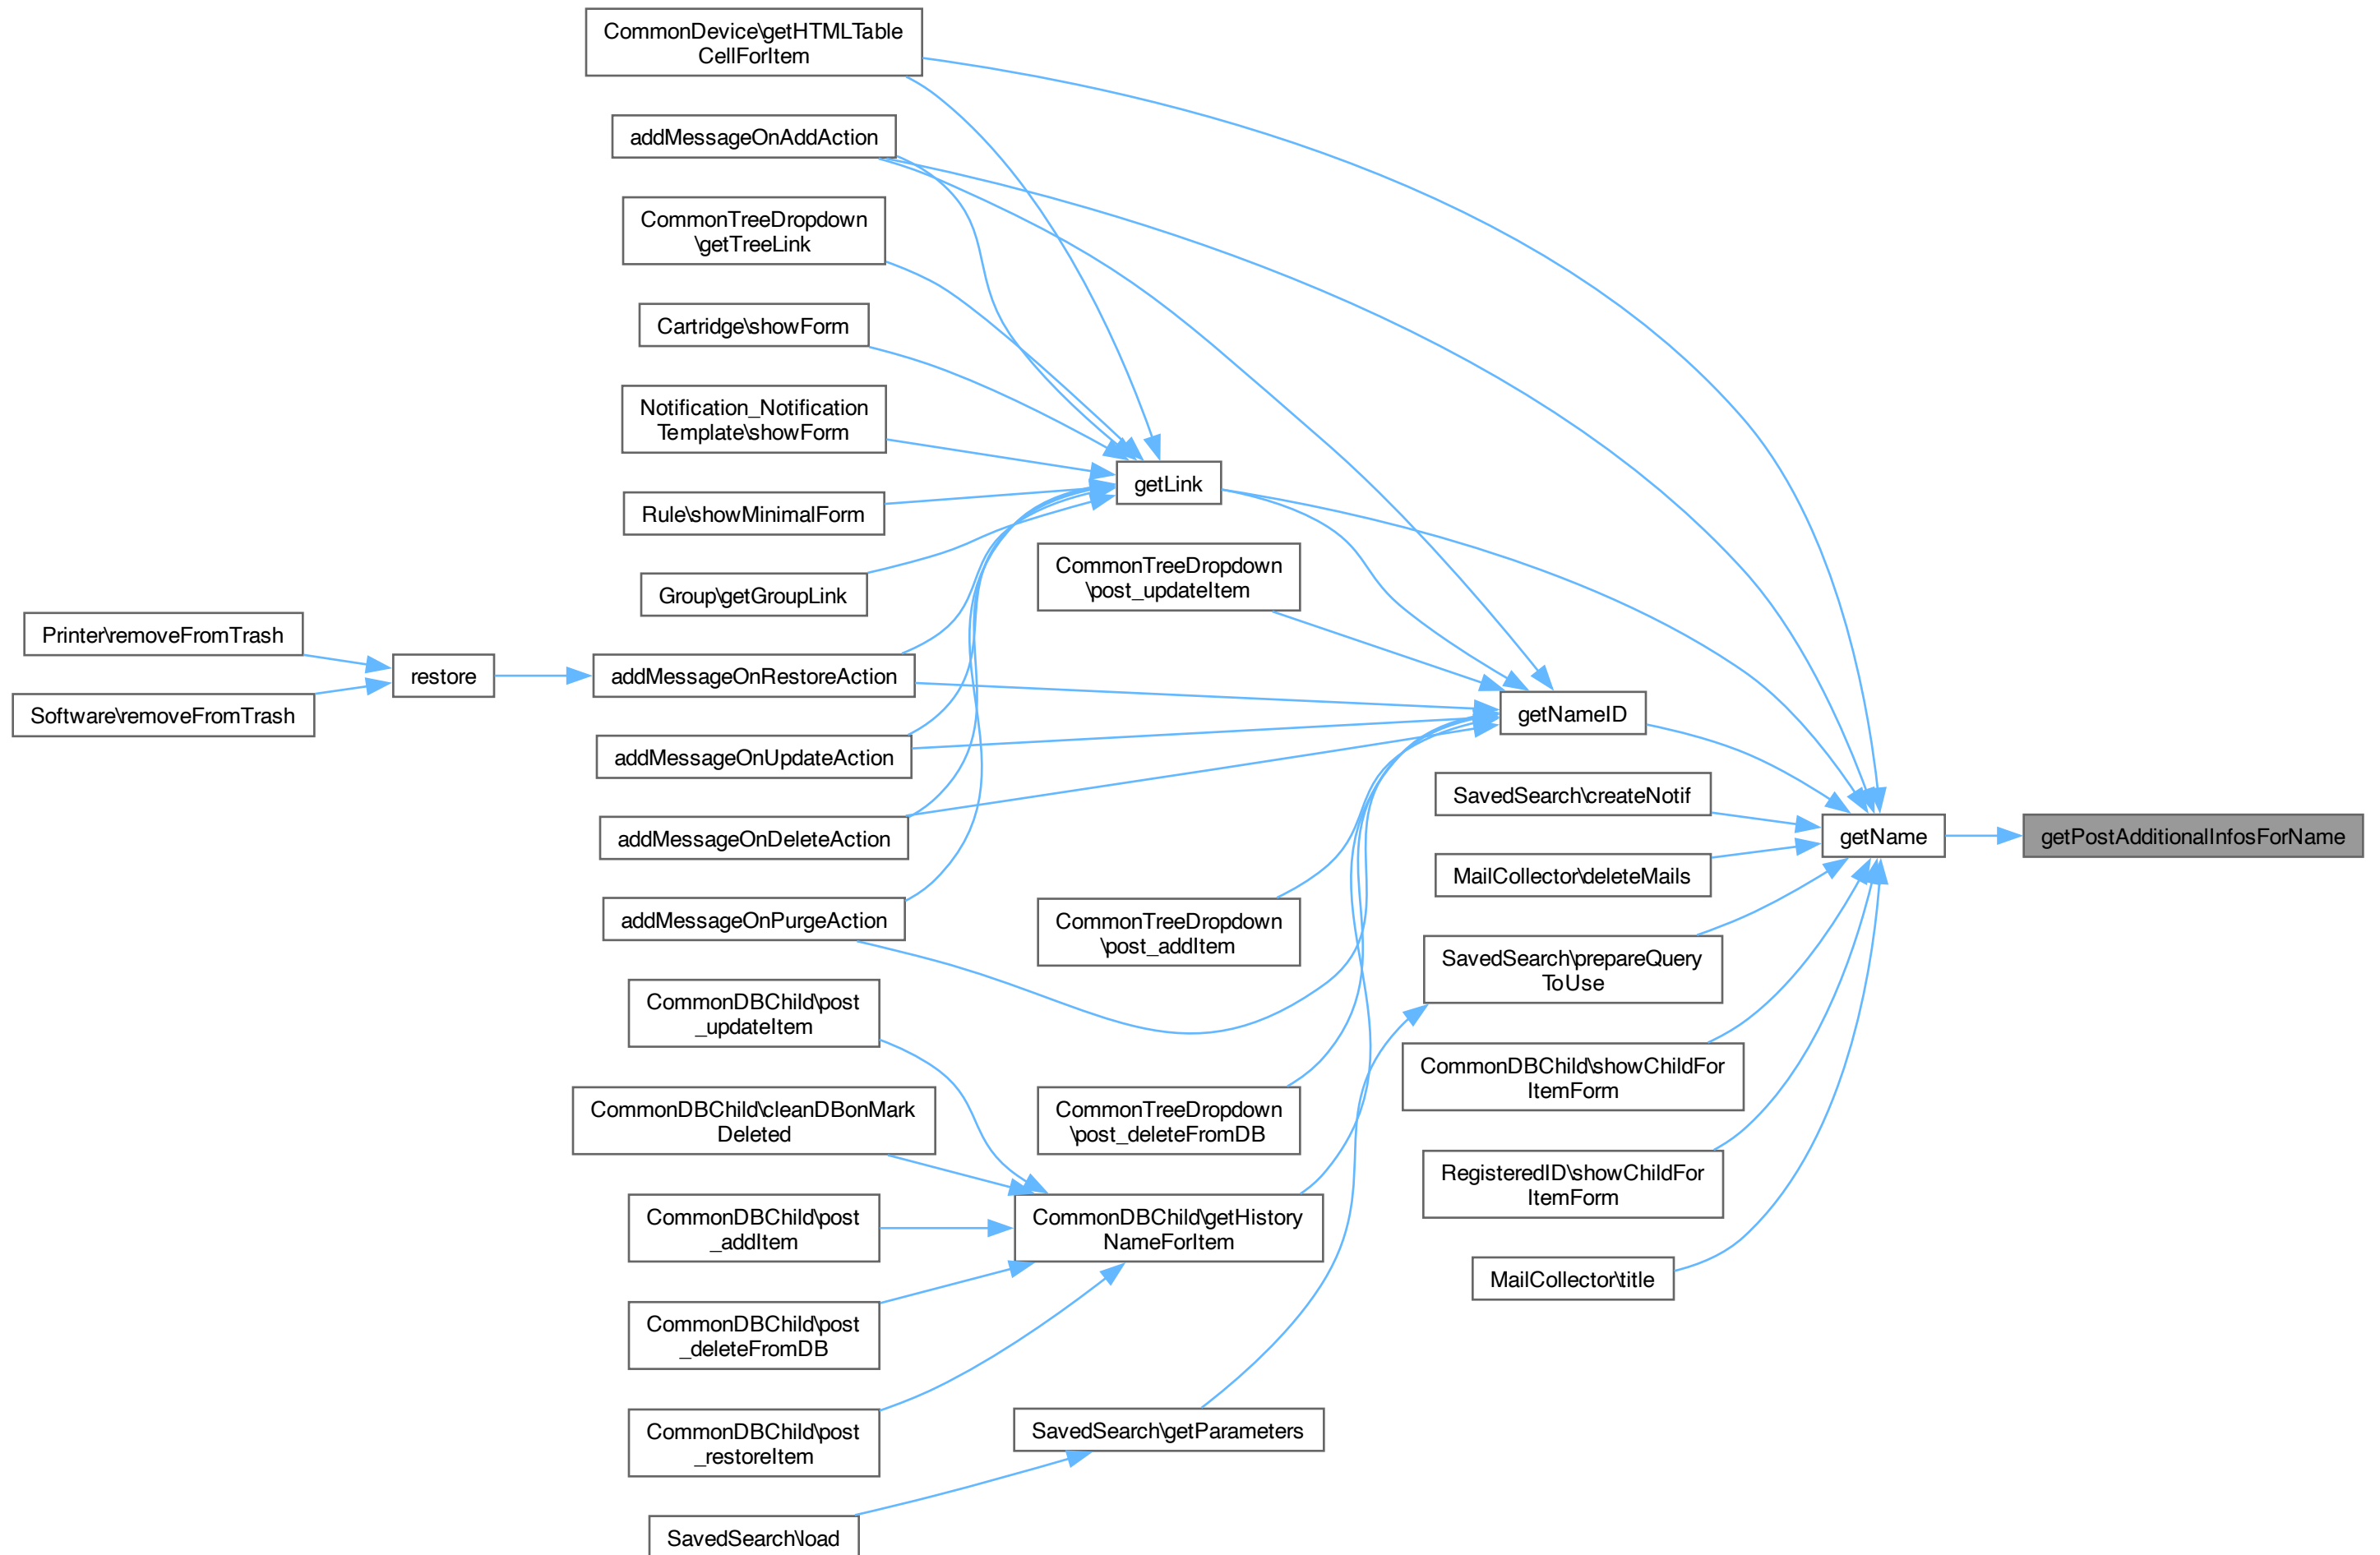 CommonDevice\getHTMLTable
CellForItem
addMessageOnAddAction
CommonTreeDropdown
\getTreeLink
Cartridge\showForm
Notification_Notification
Template\showForm
Rule\showMinimalForm
Group\getGroupLink
Printer\removeFromTrash
Software\removeFromTrash
restore
addMessageOnRestoreAction
addMessageOnUpdateAction
addMessageOnDeleteAction
addMessageOnPurgeAction
CommonDBChild\post
_updateItem
CommonDBChild\cleanDBonMark
Deleted
CommonDBChild\post
_addItem
CommonDBChild\post
_deleteFromDB
CommonDBChild\post
_restoreItem
SavedSearch\load
getLink
CommonTreeDropdown
\post_updateItem
CommonTreeDropdown
\post_addItem
CommonTreeDropdown
\post_deleteFromDB
CommonDBChild\getHistory
NameForItem
SavedSearch\getParameters
getNameID
SavedSearch\createNotif
MailCollector\deleteMails
SavedSearch\prepareQuery
ToUse
CommonDBChild\showChildFor
ItemForm
RegisteredID\showChildFor
ItemForm
MailCollector\title
getName
getPostAdditionalInfosForName